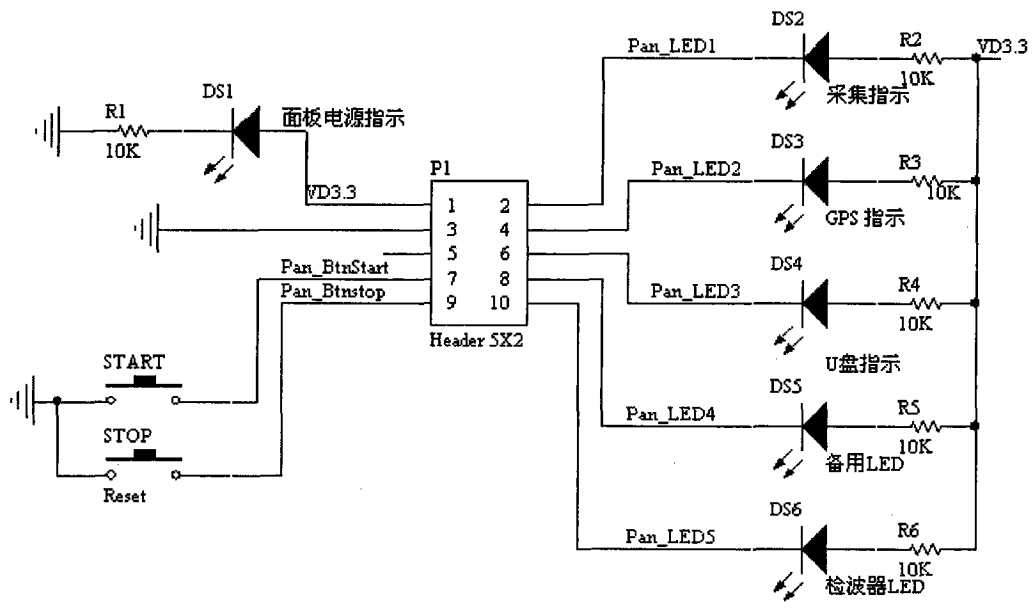 DS2
Pan_LED1
R2
VD3.3
10K
采集指示
DS1
面板电源指示
R1
10K
DS3
P1
Pan_LED2
R3
10K
VD3.3
1 2
GPS 指示
3 4
5 6
DS4
Pan_BtnStart
7 8
R4
Pan_Btnstop
9 10
Pan_LED3
10K
Header 5X2
START
U盘指示
DS5
Pan_LED4
R5
STOP
10K
备用LED
Reset
DS6
Pan_LED5
R6
10K
检波器LED